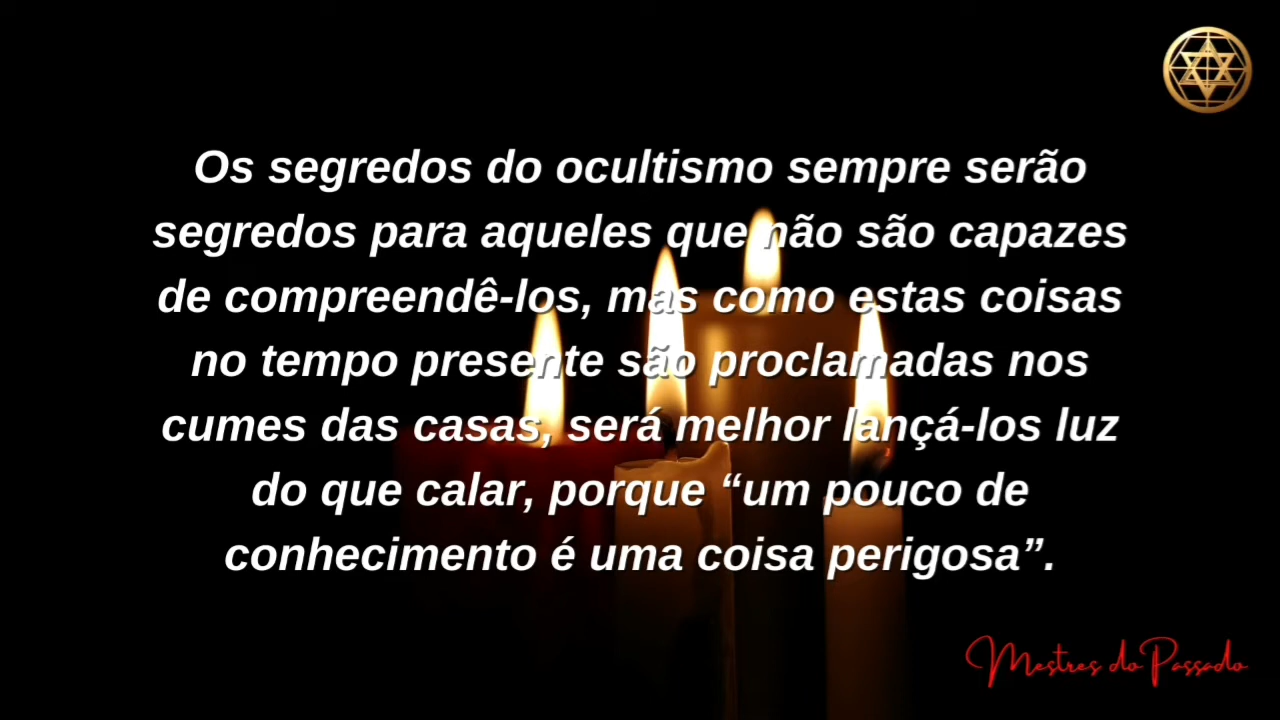 Os segredos do ocultismo sempre serão
segredos para aqueles que não são capazes
de compreendê-los, mas como estas coisas
no tempo presente são proclamadas nos
cumes das casas, será melhor lançá-los luz
do que calar, porque “um pouco de
conhecimento é uma coisa perigosa”.
Mestres do Passado